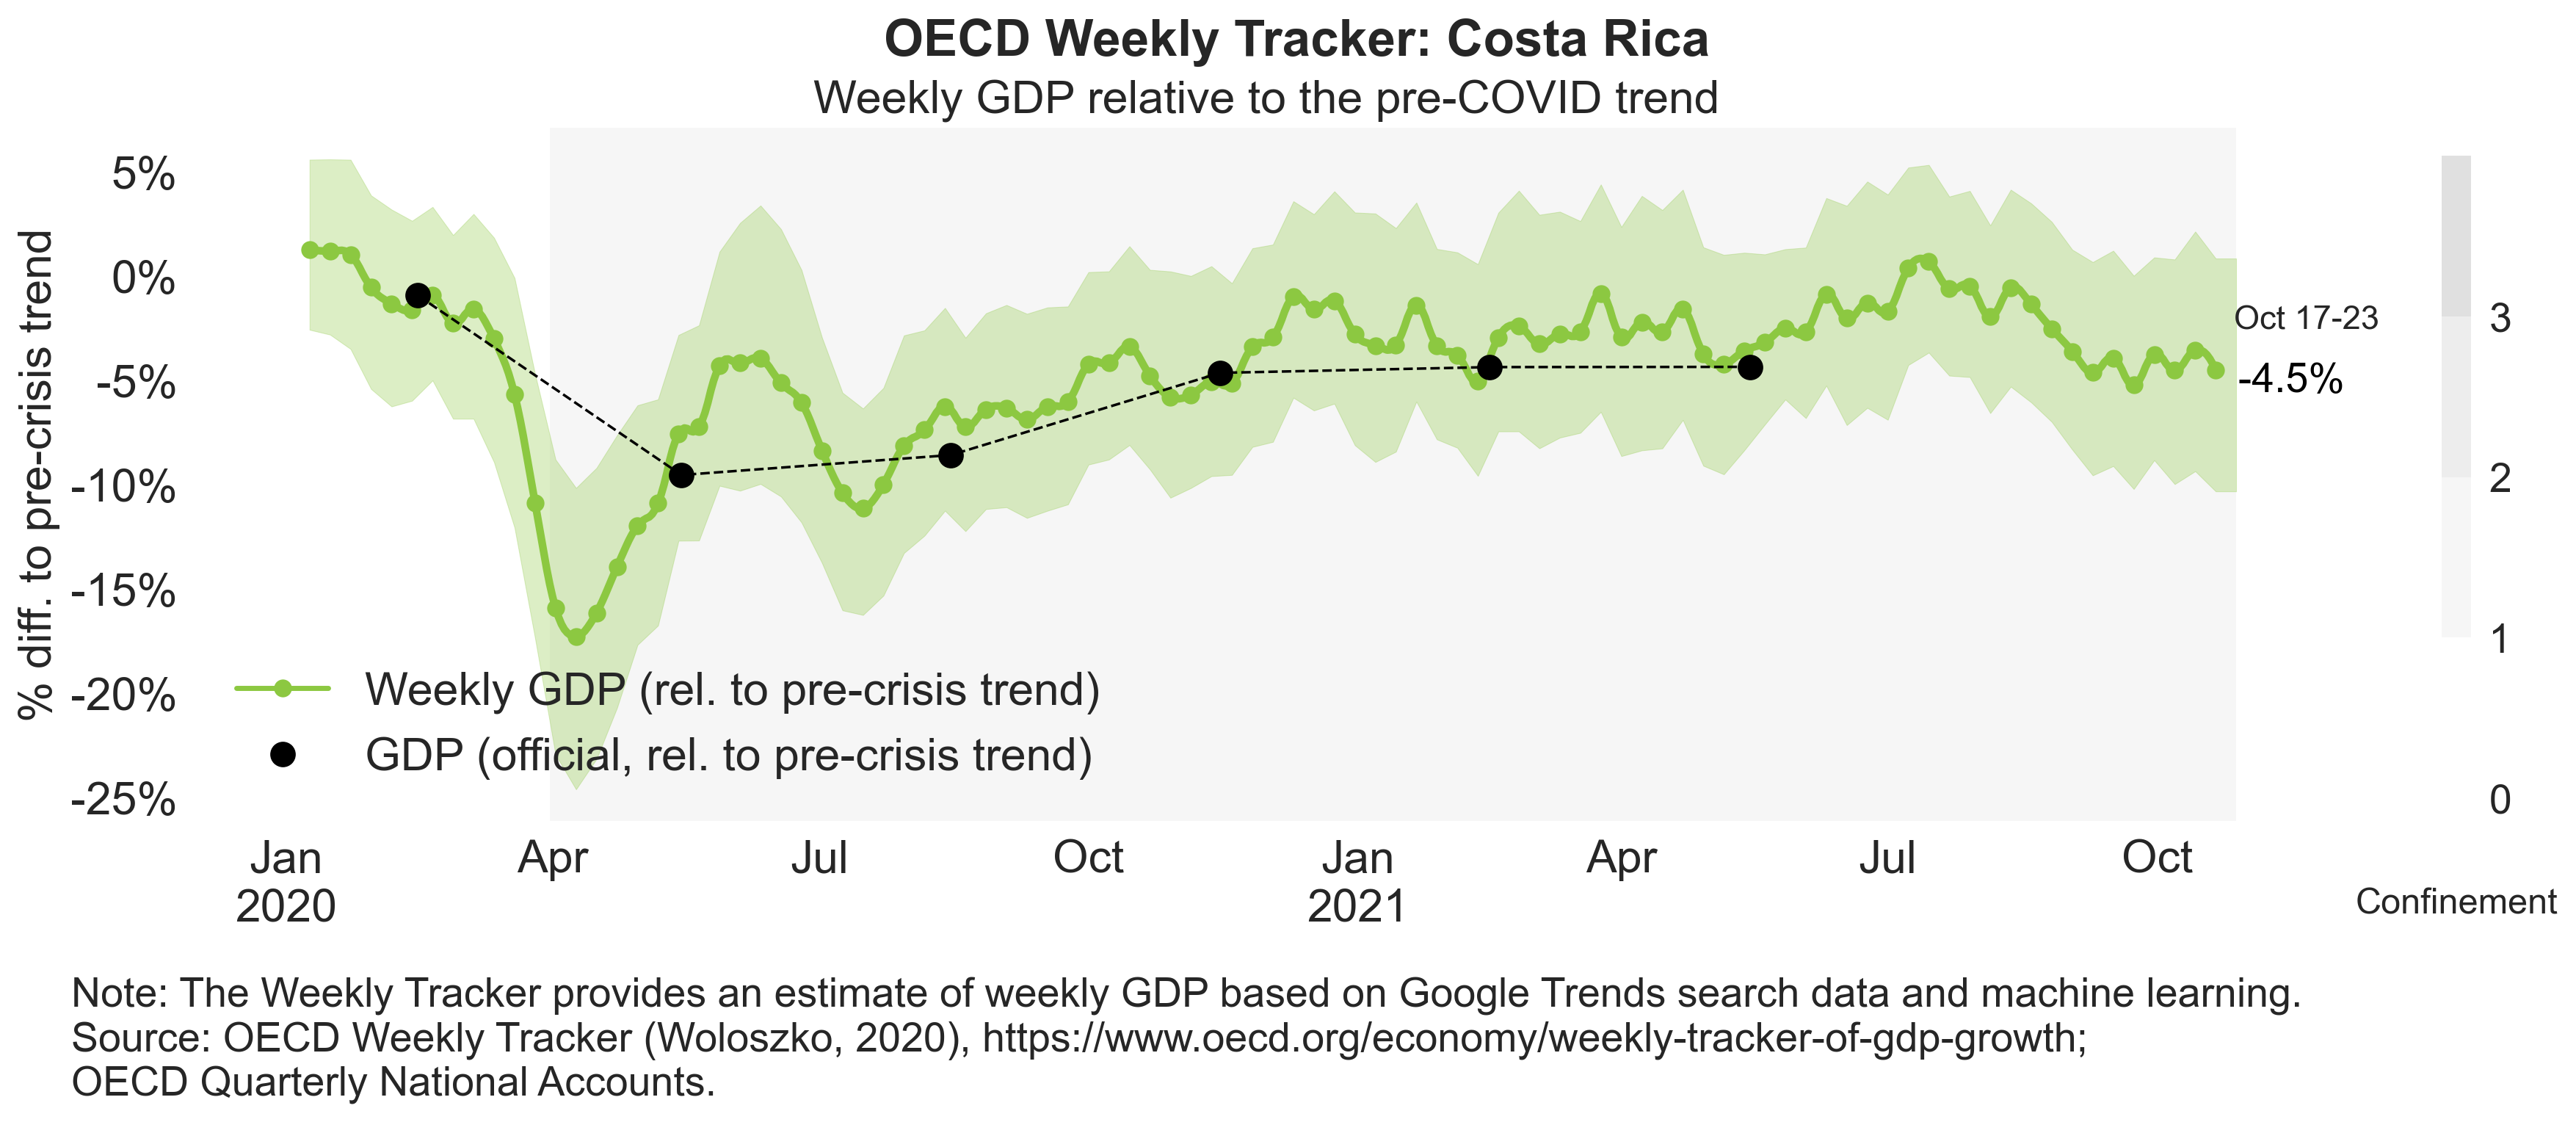 OECD Weekly Tracker: Costa Rica
Weekly GDP relative to the pre-COVID trend
% diff. to pre-crisis trend
5%
0%
-5%
-10%
-15%
-20%
-25%
Weekly GDP (rel. to pre-crisis trend)
GDP (official, rel. to pre-crisis trend)
Oct 17-23
-4.5%
3
2
1
0
Confinement
Jan Apr Jul Oct Jan Apr Jul Oct
2020 2021
Note: The Weekly Tracker provides an estimate of weekly GDP based on Google Trends search data and machine learning.
Source: OECD Weekly Tracker (Woloszko, 2020), https://www.oecd.org/economy/weekly-tracker-of-gdp-growth;
OECD Quarterly National Accounts.